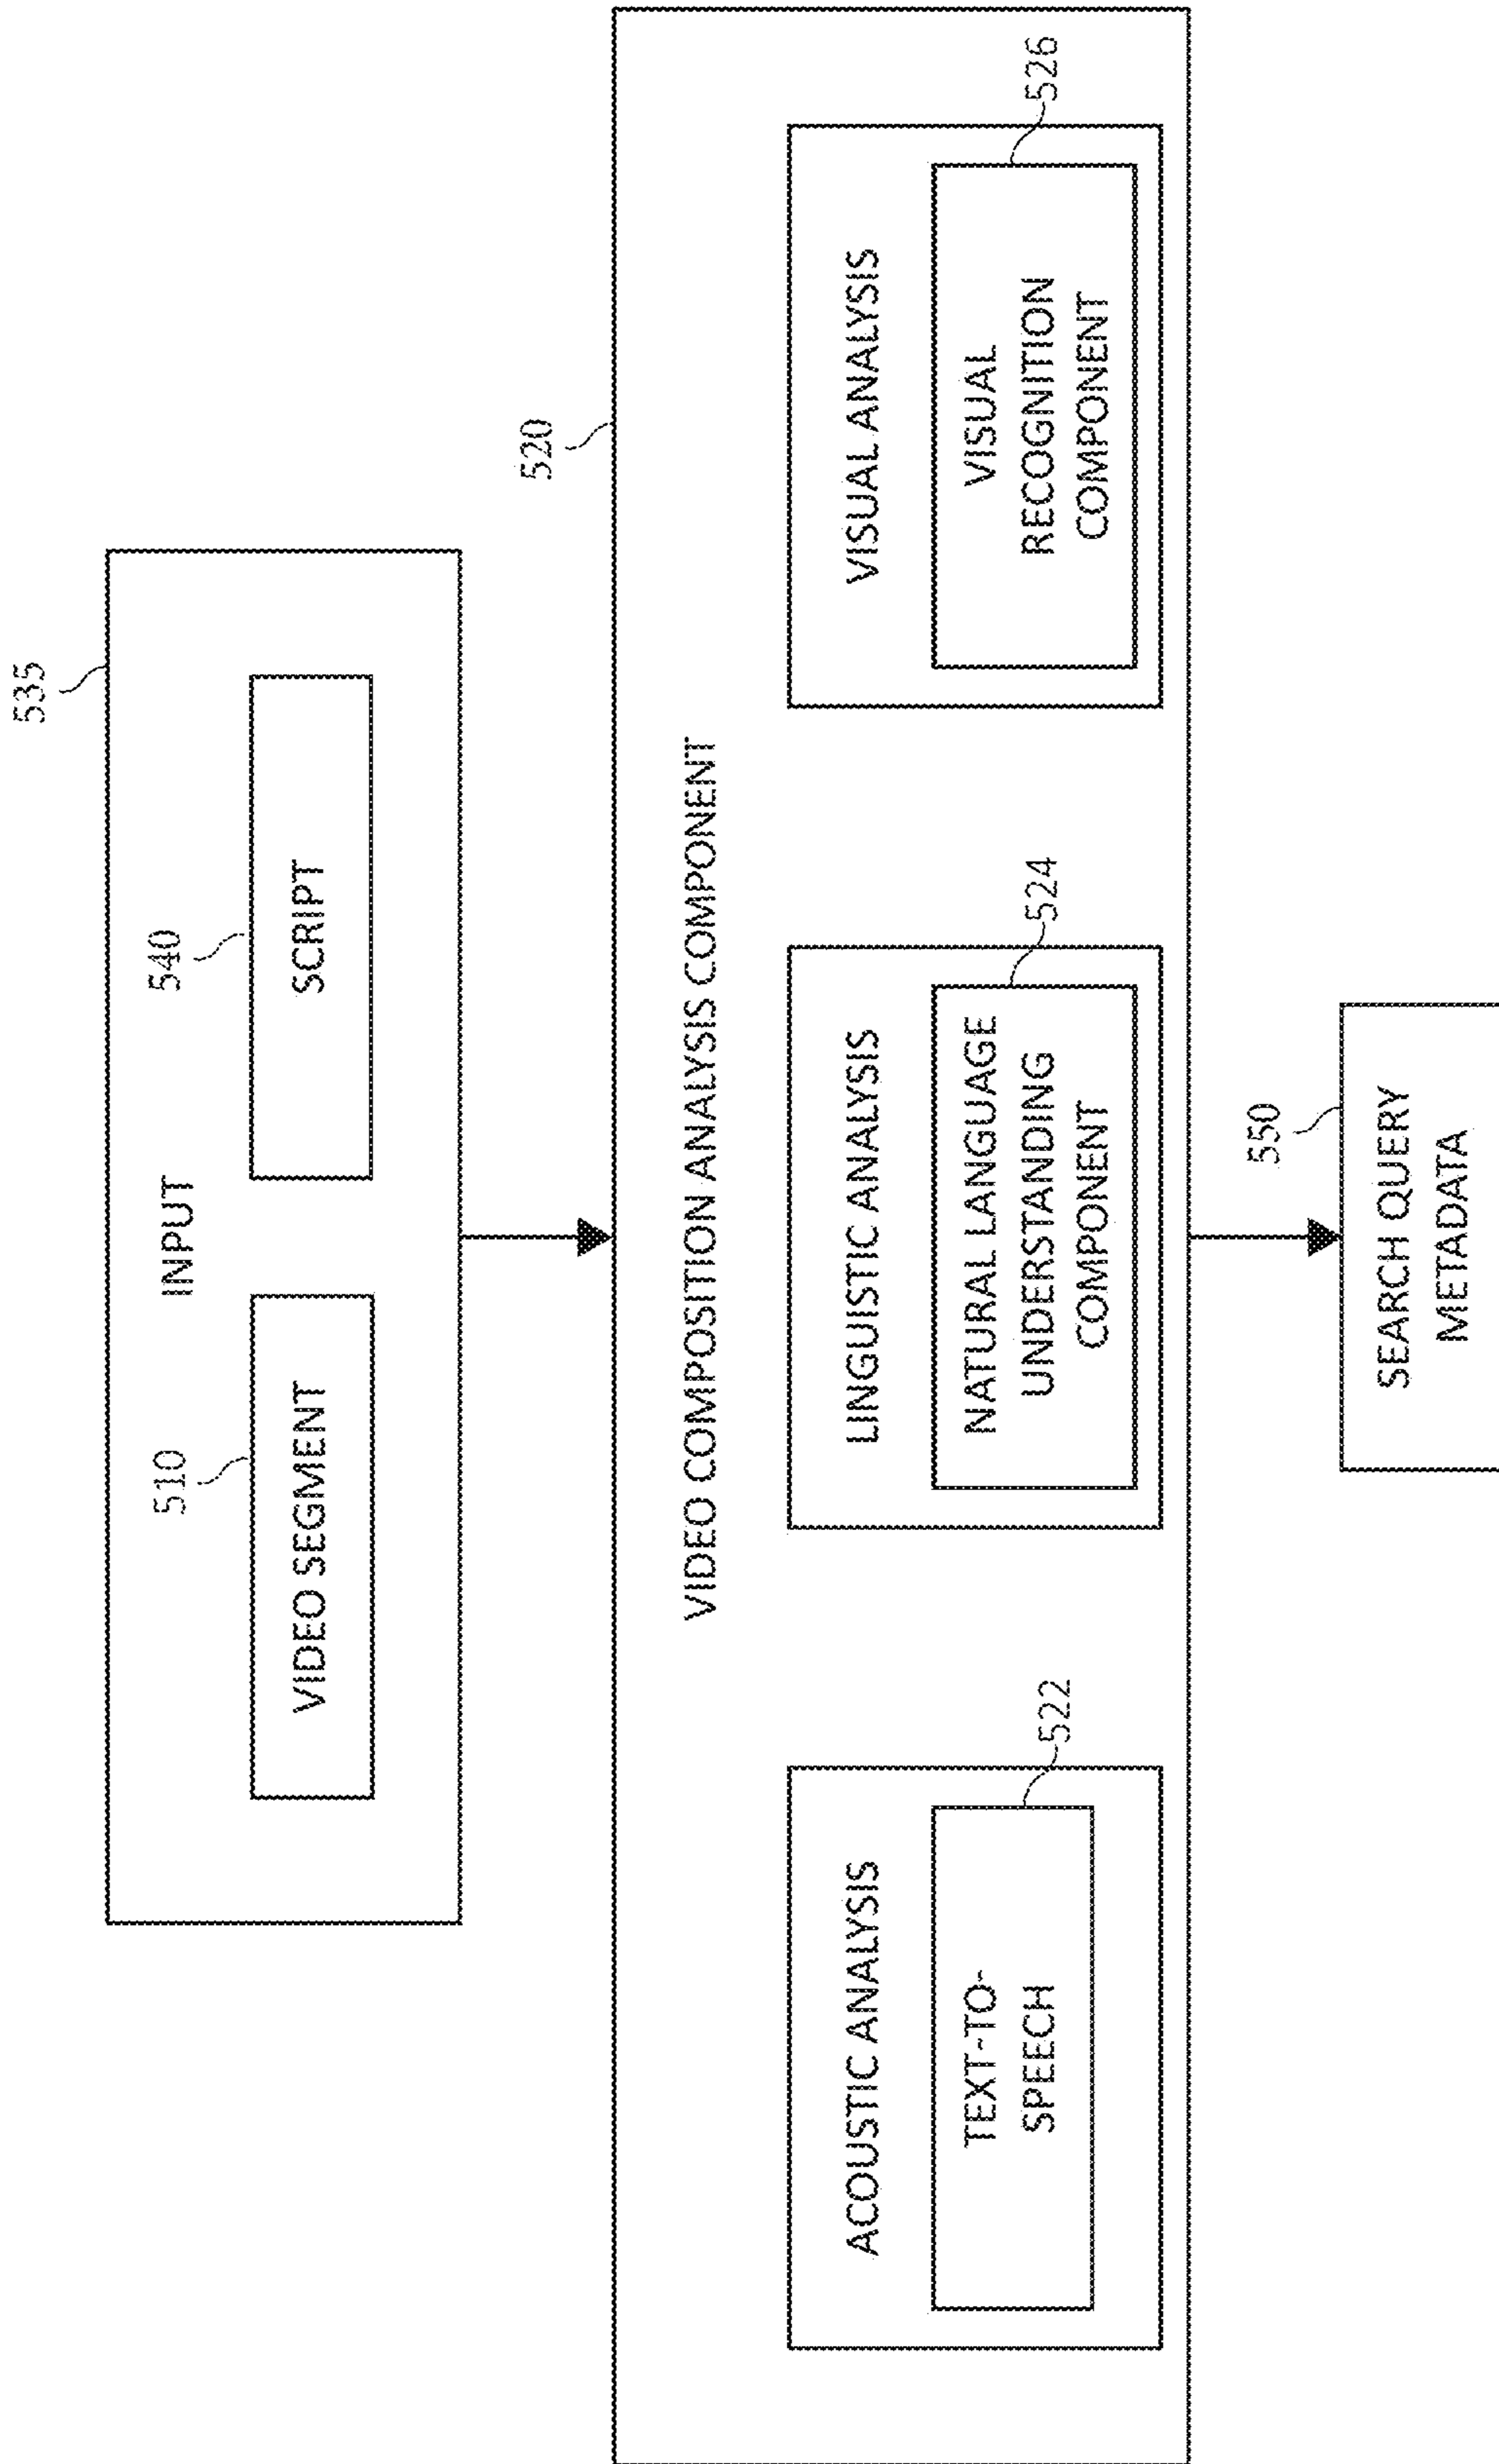 535
INPUT
510
540
VIDEO SEGMENT
SCRIPT
520
VIDEO COMPOSITION ANALYSIS COMPONENT
ACOUSTIC ANALYSIS
TEXT-TO-
SPEECH
522
LINGUISTIC ANALYSIS
NATURAL LANGUAGE
UNDERSTANDING
COMPONENT
524
VISUAL ANALYSIS
VISUAL
RECOGNITION
COMPONENT
526
550
SEARCH QUERY
METADATA